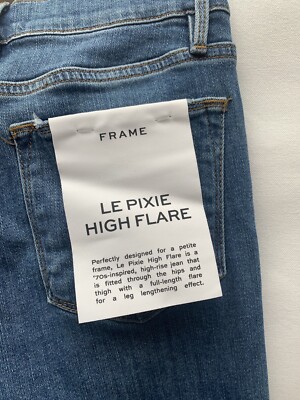 FRAME
LE PIXIE
HIGH FLARE
Perfectly designed for a petite
frame, Le Pixie High Flare is a
"70s-inspired, high-rise jean that
is fitted through the hips and
thigh with a full-length flare
for a leg lengthening effect.